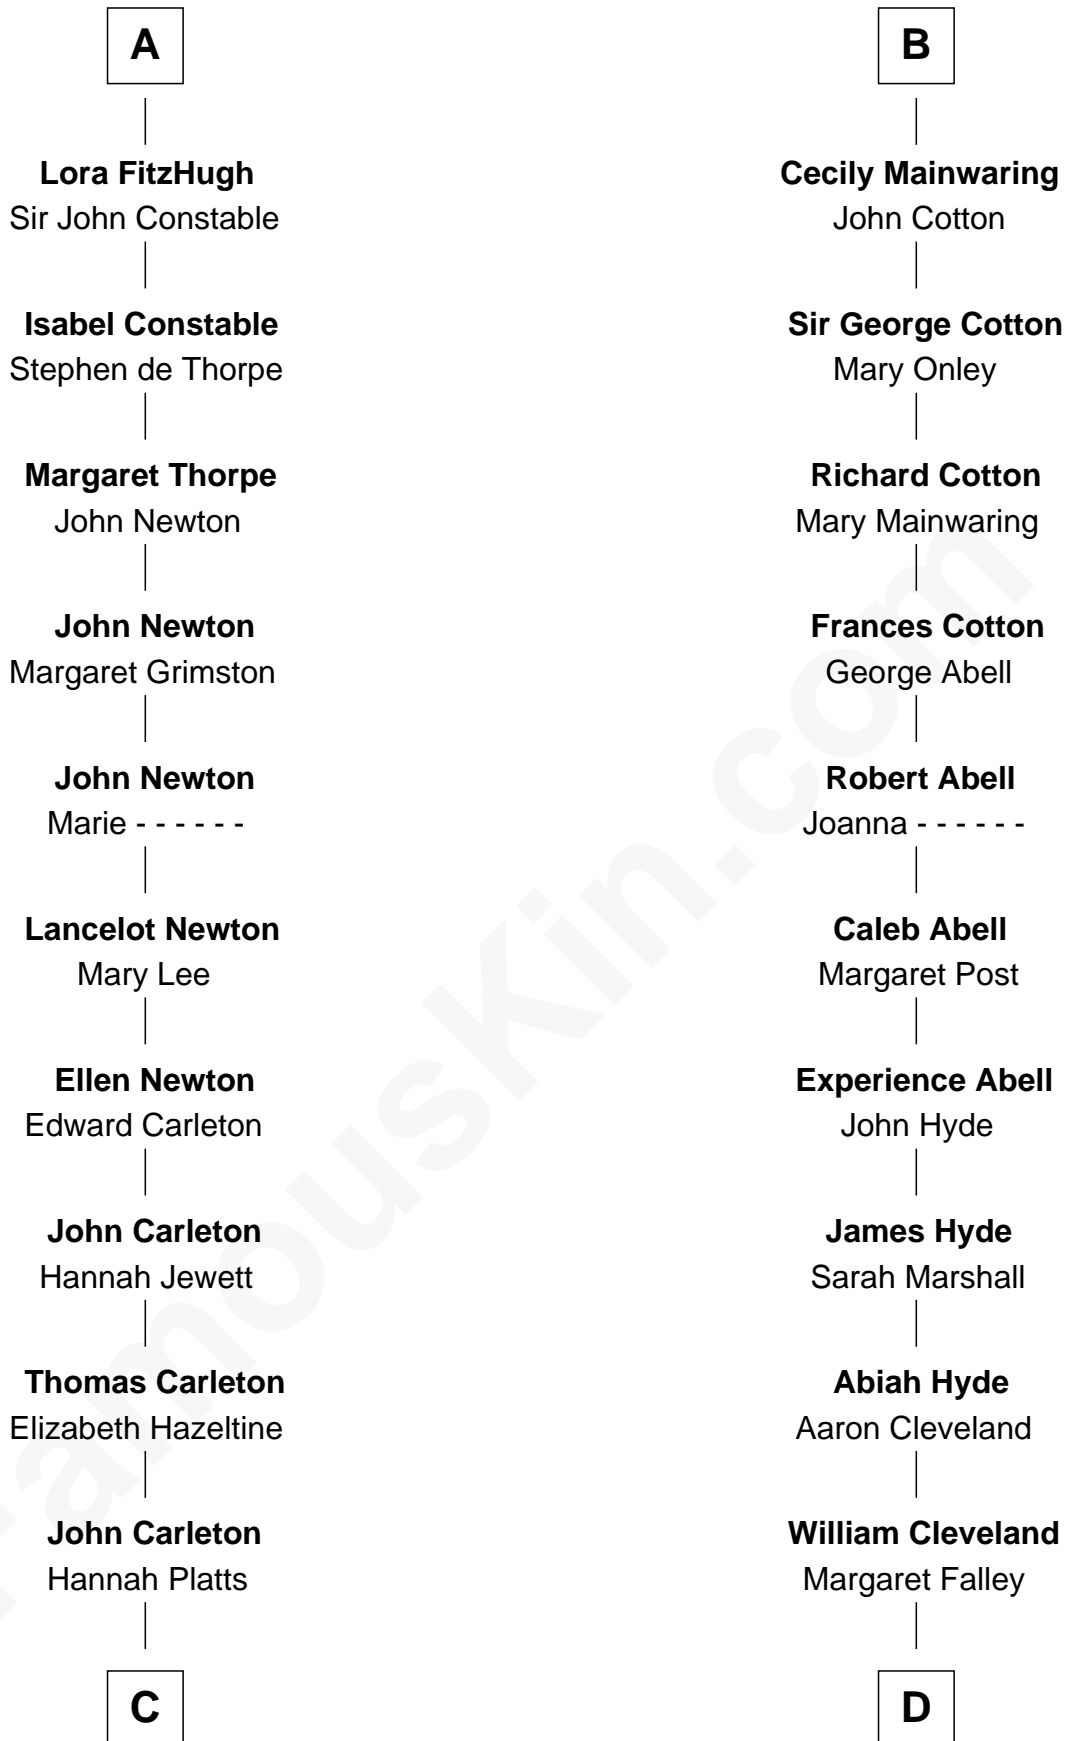 A
Lora FitzHugh
Sir John Constable
Isabel Constable
Stephen de Thorpe
Margaret Thorpe
John Newton
John Newton
Margaret Grimston
John Newton
Marie - - - - - -
Lancelot Newton
Mary Lee
Ellen Newton
Edward Carleton
John Carleton
Hannah Jewett
Thomas Carleton
Elizabeth Hazeltine
John Carleton
Hannah Platts
C
B
Cecily Mainwaring
John Cotton
Sir George Cotton
Mary Onley
Richard Cotton
Mary Mainwaring
Frances Cotton
George Abell
Robert Abell
Joanna - - - - - -
Caleb Abell
Margaret Post
Experience Abell
John Hyde
James Hyde
Sarah Marshall
Abiah Hyde
Aaron Cleveland
William Cleveland
Margaret Falley
D
FamousKin.com